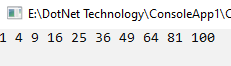 E:\DotNet Technology\ConsoleApp1\C
1 4 9 16 25 36 49 64 81 100